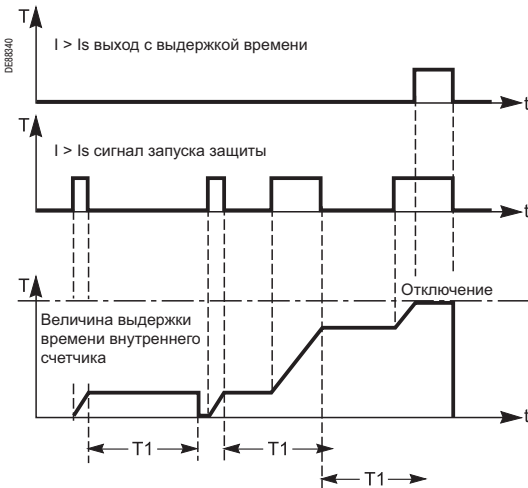 DE88340
T
I > Is выход с выдержкой времени
t
T
I > Is сигнал запуска защиты
t
T
Отключение
Величина выдержки
времени внутреннего
счетчика
t
T1
T1
T1